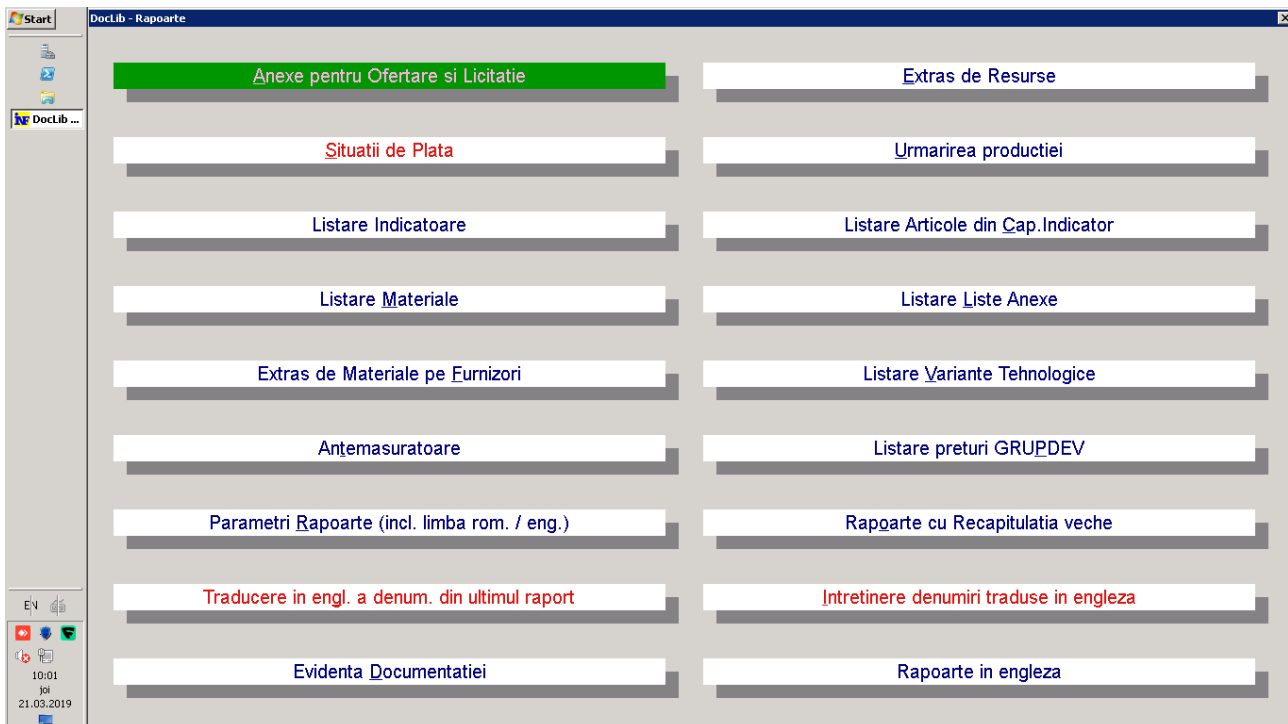 Start
DocLib - Rapoarte
DocLib ...
Anexe pentru Ofertare si Licitatie
Extras de Resurse
Situatii de Plata
Urmarirea productiei
Listare Indicatoare
Listare Articole din Cap.Indicator
Listare Materiale
Listare Liste Anexe
Extras de Materiale pe Furnizori
Listare Variante Tehnologice
Antemasuratoare
Listare preturi GRUPDEV
Parametri Rapoarte (incl. limba rom. / eng.)
Rapoarte cu Recapitulatia veche
Traducere in engl. a denum. din ultimul raport
Intretinere denumiri traduse in engleza
Evidenta Documentatiei
Rapoarte in engleza
EN
10:01
joi
21.03.2019